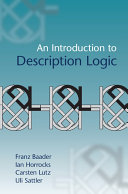 An Introduction to
Description Logic
Franz Baader
Ian Horrocks
Carsten Lutz
Uli Sattler